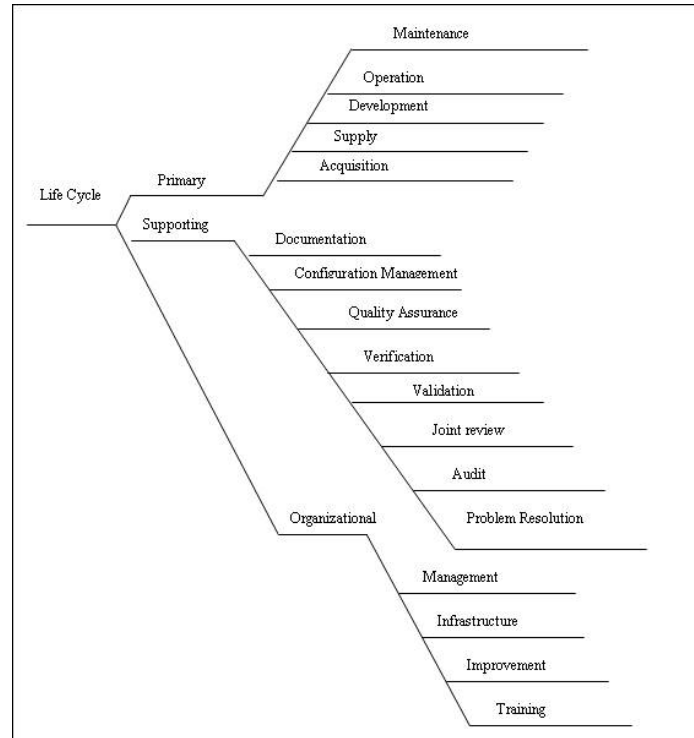 Maintenance
Operation
Development
Supply
Acquisition
Primary
Life Cycle
Supporting
Documentation
Configuration Management
Quality Assurance
Verification
Validation
Joint review
Audit
Organizational
Problem Resolution
Management
Infrastructure
Improvement
Training